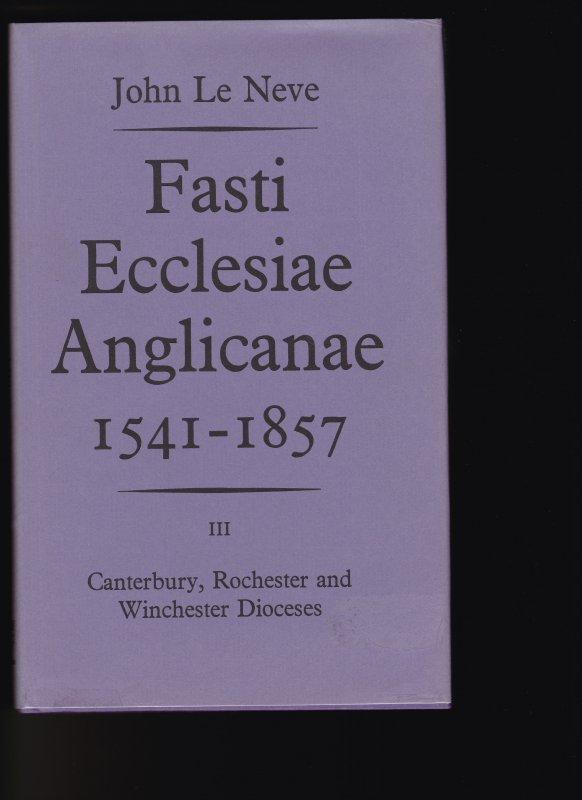 John Le Neve
Fasti
Ecclesiae
Anglicanae
1541-1857
III
Canterbury, Rochester and
Winchester Dioceses